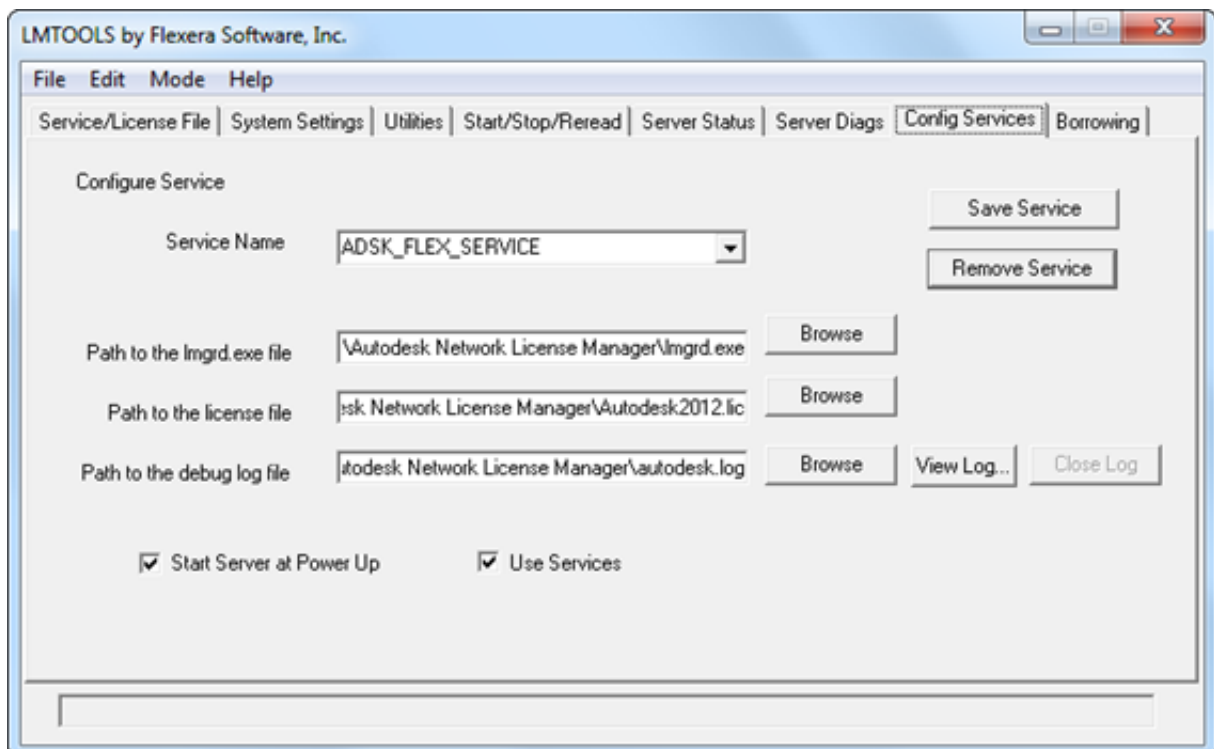 LMTOOLS by Flexera Software, Inc.
File Edit Mode Help
Service/License File System Settings Utilities Start/Stop/Reread Server Status Server Diags Config Services Borrowing
Configure Service
Save Service
Service Name ADSK_FLEX_SERVICE
Remove Service
Path to the lmgrd.exe file \Autodesk Network License Manager\lmgrd.exe Browse
Path to the license file esk Network License Manager\Autodesk2012.lic Browse
Path to the debug log file utodesk Network License Manager\autodesk.log Browse View Log... Close Log
Start Server at Power Up Use Services